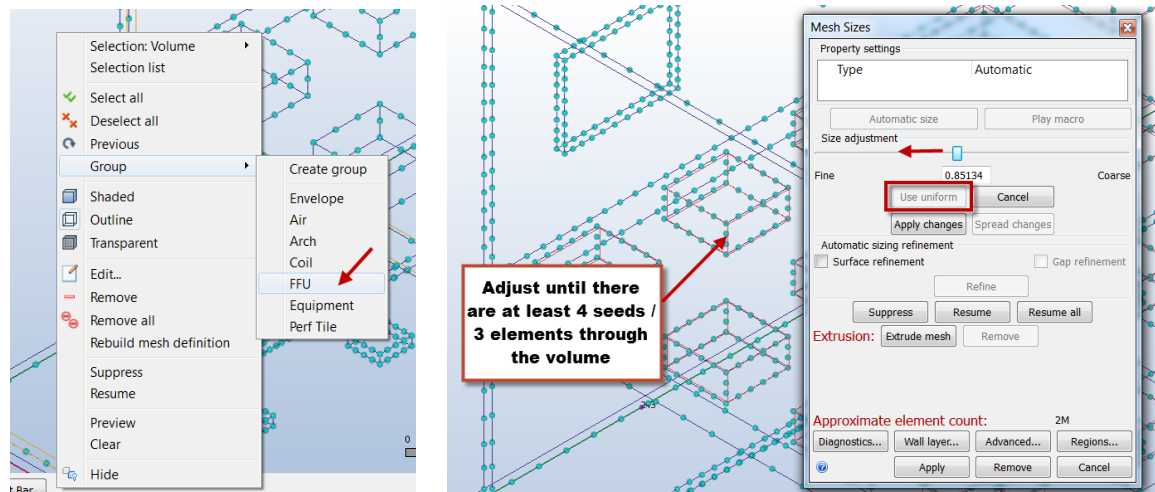 Selection: Volume
Selection list
Select all
Deselect all
Previous
Group
Shaded
Outline
Transparent
Edit...
Remove
Remove all
Rebuild mesh definition
Suppress
Resume
Preview
Clear
Hide
t Bar
Create group
Envelope
Air
Arch
Coil
FFU
Equipment
Perf Tile
0
Adjust until there
are at least 4 seeds /
3 elements through
the volume
243
Mesh Sizes
Property settings
Type Automatic
Automatic size Play macro
Size adjustment
Fine 0.85134 Coarse
Use uniform Cancel
Apply changes Spread changes
Automatic sizing refinement
Surface refinement Gap refinement
Refine
Suppress Resume Resume all
Extrusion: Extrude mesh Remove
Approximate element count: 2M
Diagnostics... Wall layer... Advanced... Regions...
Apply Remove Cancel